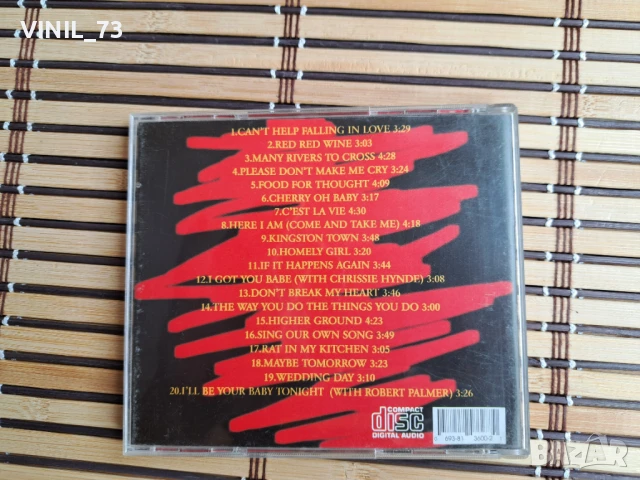 VINIL_73
1.CAN'T HELP FALLING IN LOVE 3:29
2.RED RED WINE 3:03
3.MANY RIVERS TO CROSS 4:28
4.PLEASE DON'T MAKE ME CRY 3:24
5.FOOD FOR THOUGHT 4:09
6.CHERRY OH BABY 3:17
7.C'EST LA VIE 4:30
8.HERE I AM (COME AND TAKE ME) 4:18
9.KINGSTON TOWN 3:48
10.HOMELY GIRL 3:20
11.IF IT HAPPENS AGAIN 3:44
12.I GOT YOU BABE (WITH CHRISSIE HYNDE) 3:08
13.DON'T BREAK MY HEART 3:46
14.THE WAY YOU DO THE THINGS YOU DO 3:00
15.HIGHER GROUND 4:23
16.SING OUR OWN SONG 3:49
17.RAT IN MY KITCHEN 3:05
18.MAYBE TOMORROW 3:23
19.WEDDING DAY 3:10
20.I'LL BE YOUR BABY TONIGHT (WITH ROBERT PALMER) 3:26
COMPACT
disc
DIGITAL AUDIO
BAZAR